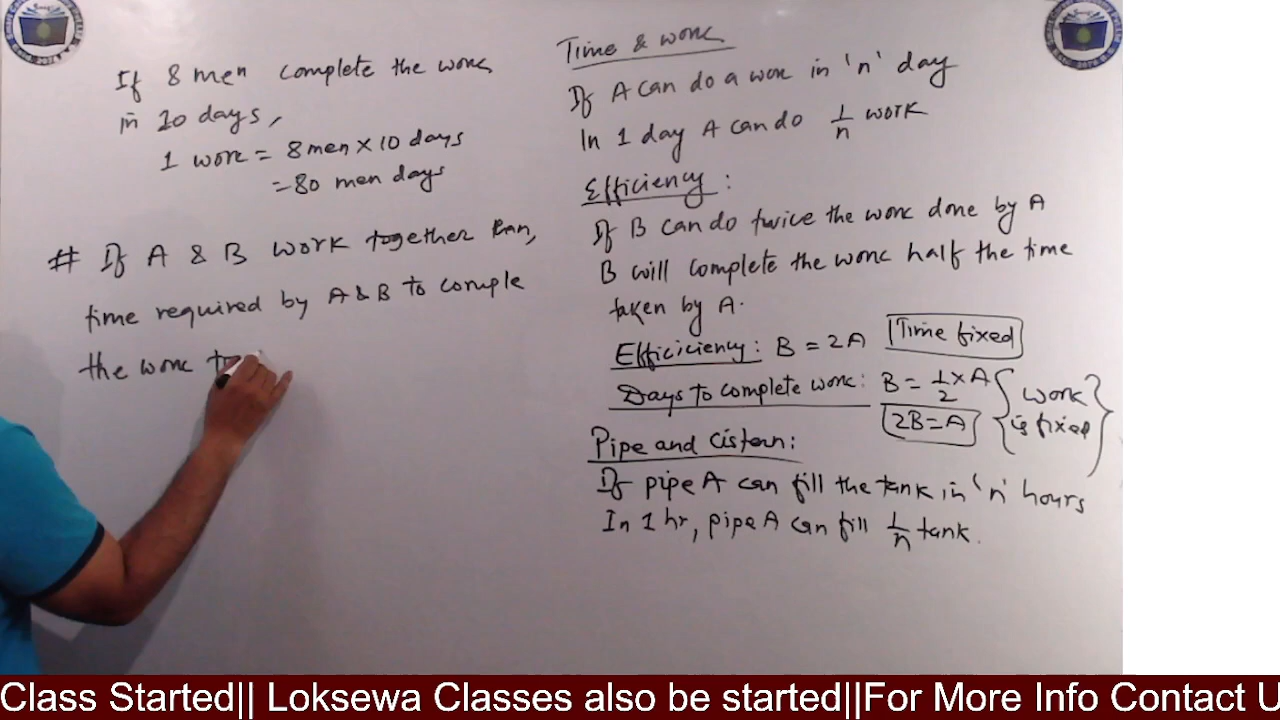 If 8 men complete the work
in 10 days,
1 work = 8 men × 10 days
= 80 men days
# If A & B work together
time required by A & B to comple
the work
Time & work
If A can do a work in 'n' day
In 1 day A can do 1/n work
Efficiency :
If B can do twice the work done by A
B will complete the work half the time
taken by A.
Efficiciency : B = 2A Time fixed
Days to complete work : B = 1/2 × A { work
2B = A is fixed }
Pipe and Cistern :
If pipe A can fill the tank in 'n' hours
In 1 hr, pipe A can fill 1/n tank.
Class Started|| Loksewa Classes also be started||For More Info Contact U